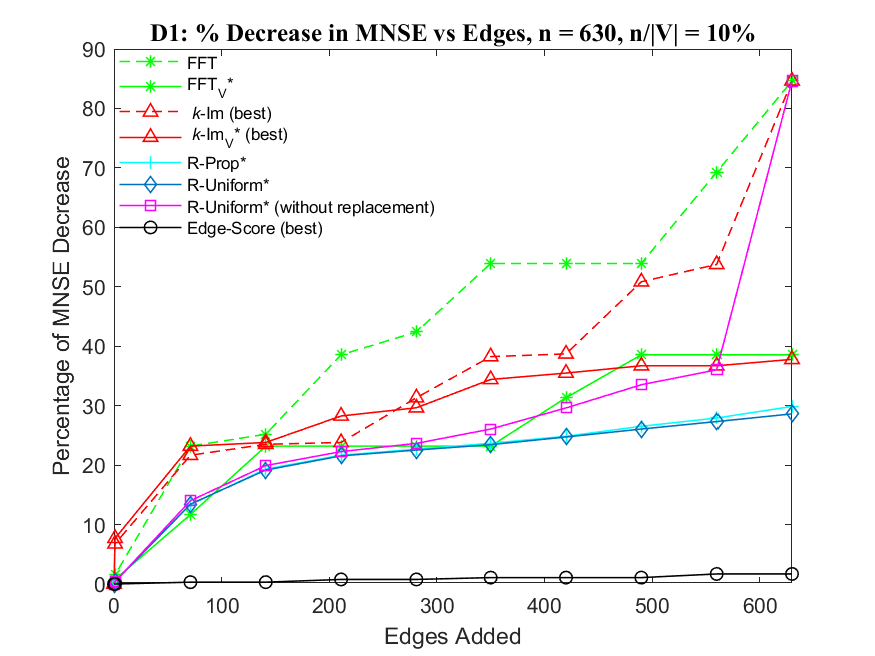 D1: % Decrease in MNSE vs Edges, n = 630, n/|V| = 10%
Percentage of MNSE Decrease
90
80
70
60
50
40
30
20
10
0
FFT
FFT_V*
k-Im (best)
k-Im_V* (best)
R-Prop*
R-Uniform*
R-Uniform* (without replacement)
Edge-Score (best)
0 100 200 300 400 500 600
Edges Added